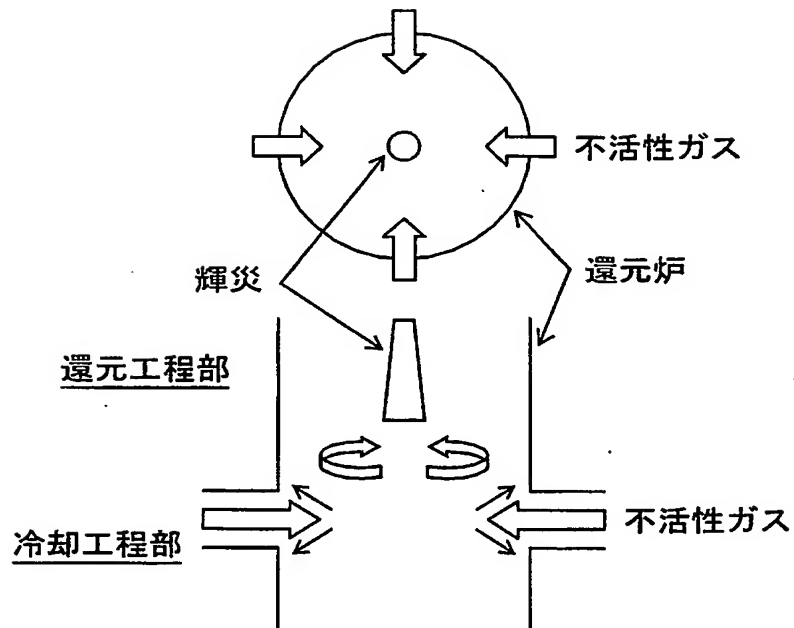 不活性ガス
輝災
還元炉
還元工程部
不活性ガス
冷却工程部